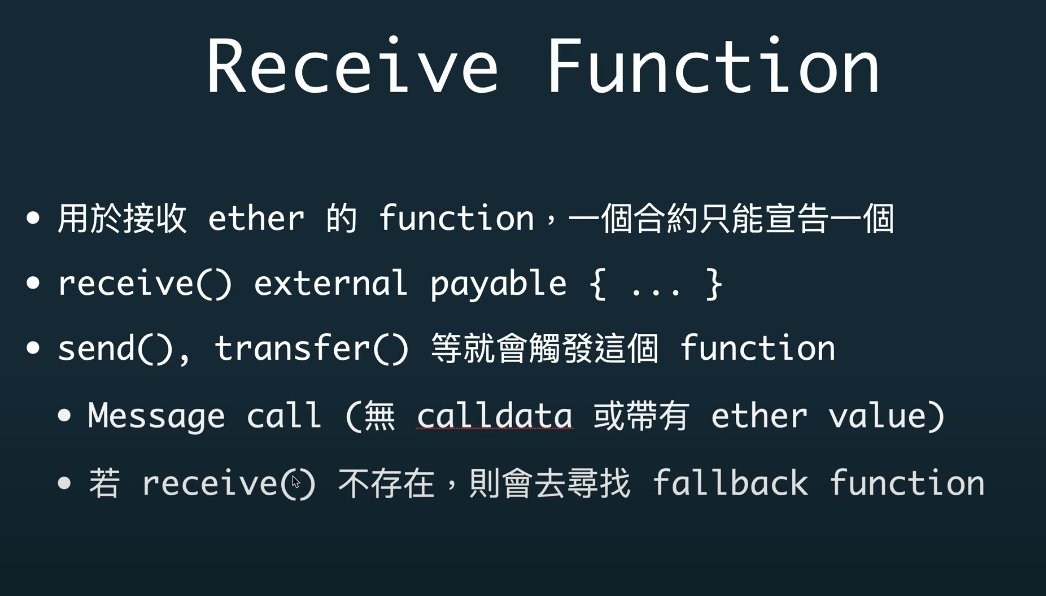 Receive Function
• 用於接收 ether 的 function，一個合約只能宣告一個
• receive() external payable { ... }
• send(), transfer() 等就會觸發這個 function
• Message call (無 calldata 或帶有 ether value)
• 若 receive() 不存在，則會去尋找 fallback function